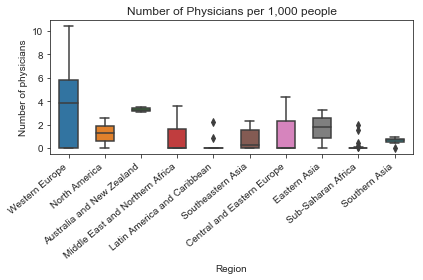 Number of Physicians per 1,000 people
Number of physicians
10
8
6
4
2
0
Western Europe
North America
Australia and New Zealand
Middle East and Northern Africa
Latin America and Caribbean
Southeastern Asia
Central and Eastern Europe
Eastern Asia
Sub-Saharan Africa
Southern Asia
Region